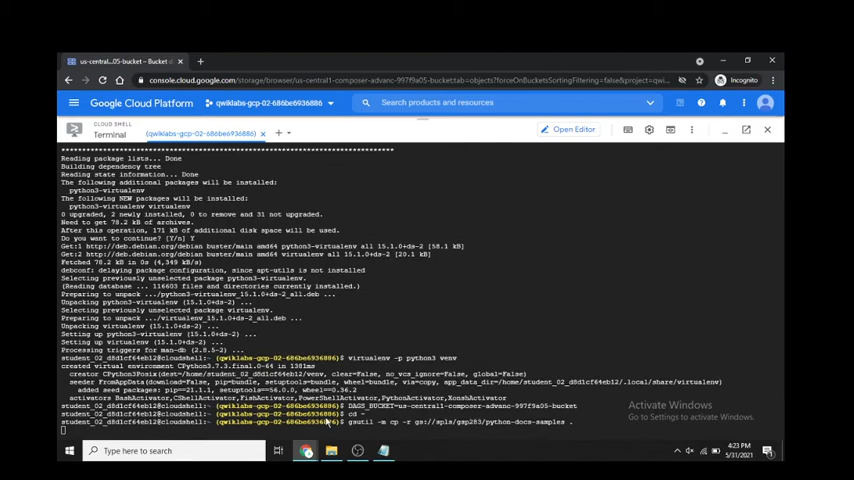 us-central...05-bucket – Bucket d
console.cloud.google.com/storage/browser/us-central1-composer-advanc-997f9a05-bucket;tab=objects?forceOnBucketsSortingFiltering=false&project=qwi...
Incognito
Google Cloud Platform
qwiklabs-gcp-02-686be6936886
Search products and resources
CLOUD SHELL
Terminal
(qwiklabs-gcp-02-686be6936886)
Open Editor
********************************************************************************
Reading package lists... Done
Building dependency tree
Reading state information... Done
The following additional packages will be installed:
python3-virtualenv
The following NEW packages will be installed:
python3-virtualenv virtualenv
0 upgraded, 2 newly installed, 0 to remove and 31 not upgraded.
Need to get 78.2 kB of archives.
After this operation, 171 kB of additional disk space will be used.
Do you want to continue? [Y/n] Y
Get:1 http://deb.debian.org/debian buster/main amd64 python3-virtualenv all 15.1.0+ds-2 [58.1 kB]
Get:2 http://deb.debian.org/debian buster/main amd64 virtualenv all 15.1.0+ds-2 [20.1 kB]
Fetched 78.2 kB in 0s (4,349 kB/s)
debconf: delaying package configuration, since apt-utils is not installed
Selecting previously unselected package python3-virtualenv.
(Reading database ... 116603 files and directories currently installed.)
Preparing to unpack .../python3-virtualenv_15.1.0+ds-2_all.deb ...
Unpacking python3-virtualenv (15.1.0+ds-2) ...
Selecting previously unselected package virtualenv.
Preparing to unpack .../virtualenv_15.1.0+ds-2_all.deb ...
Unpacking virtualenv (15.1.0+ds-2) ...
Setting up python3-virtualenv (15.1.0+ds-2) ...
Setting up virtualenv (15.1.0+ds-2) ...
Processing triggers for man-db (2.8.5-2) ...
student_02_d8d1cf64eb12@cloudshell:~ (qwiklabs-gcp-02-686be6936886)$ virtualenv -p python3 venv
created virtual environment CPython3.7.3.final.0-64 in 1381ms
creator CPython3Posix(dest=/home/student_02_d8d1cf64eb12/venv, clear=False, no_vcs_ignore=False, global=False)
seeder FromAppData(download=False, pip=bundle, setuptools=bundle, wheel=bundle, via=copy, app_data_dir=/home/student_02_d8d1cf64eb12/.local/share/virtualenv)
added seed packages: pip==21.1.1, setuptools==56.0.0, wheel==0.36.2
activators BashActivator,CShellActivator,FishActivator,PowerShellActivator,PythonActivator,XonshActivator
student_02_d8d1cf64eb12@cloudshell:~ (qwiklabs-gcp-02-686be6936886)$ DAGS_BUCKET=us-central1-composer-advanc-997f9a05-bucket
student_02_d8d1cf64eb12@cloudshell:~ (qwiklabs-gcp-02-686be6936886)$ cd ~
student_02_d8d1cf64eb12@cloudshell:~ (qwiklabs-gcp-02-686be6936886)$ gsutil -m cp -r gs://spls/gsp283/python-docs-samples .
Activate Windows
Go to Settings to activate Windows.
Type here to search
4:23 PM
5/31/2021